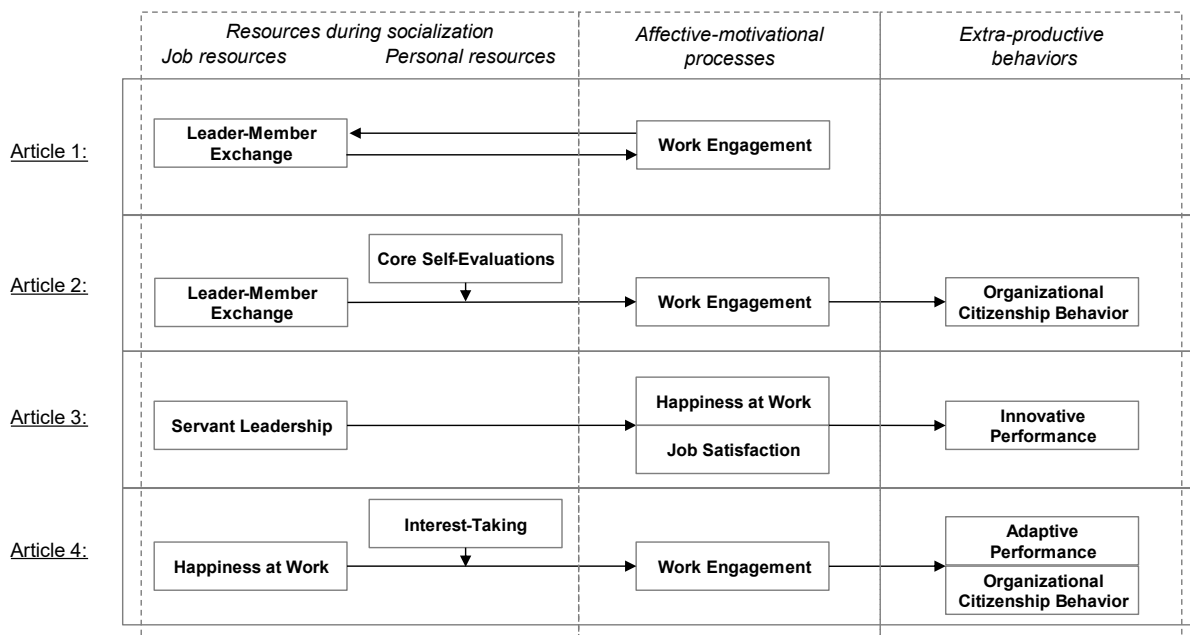 Resources during socialization
Job resources
Personal resources
Affective-motivational
processes
Extra-productive
behaviors
Article 1:
Leader-Member
Exchange
Work Engagement
Article 2:
Core Self-Evaluations
Leader-Member
Exchange
Work Engagement
Organizational
Citizenship Behavior
Article 3:
Servant Leadership
Happiness at Work
Job Satisfaction
Innovative
Performance
Article 4:
Interest-Taking
Happiness at Work
Work Engagement
Adaptive
Performance
Organizational
Citizenship Behavior